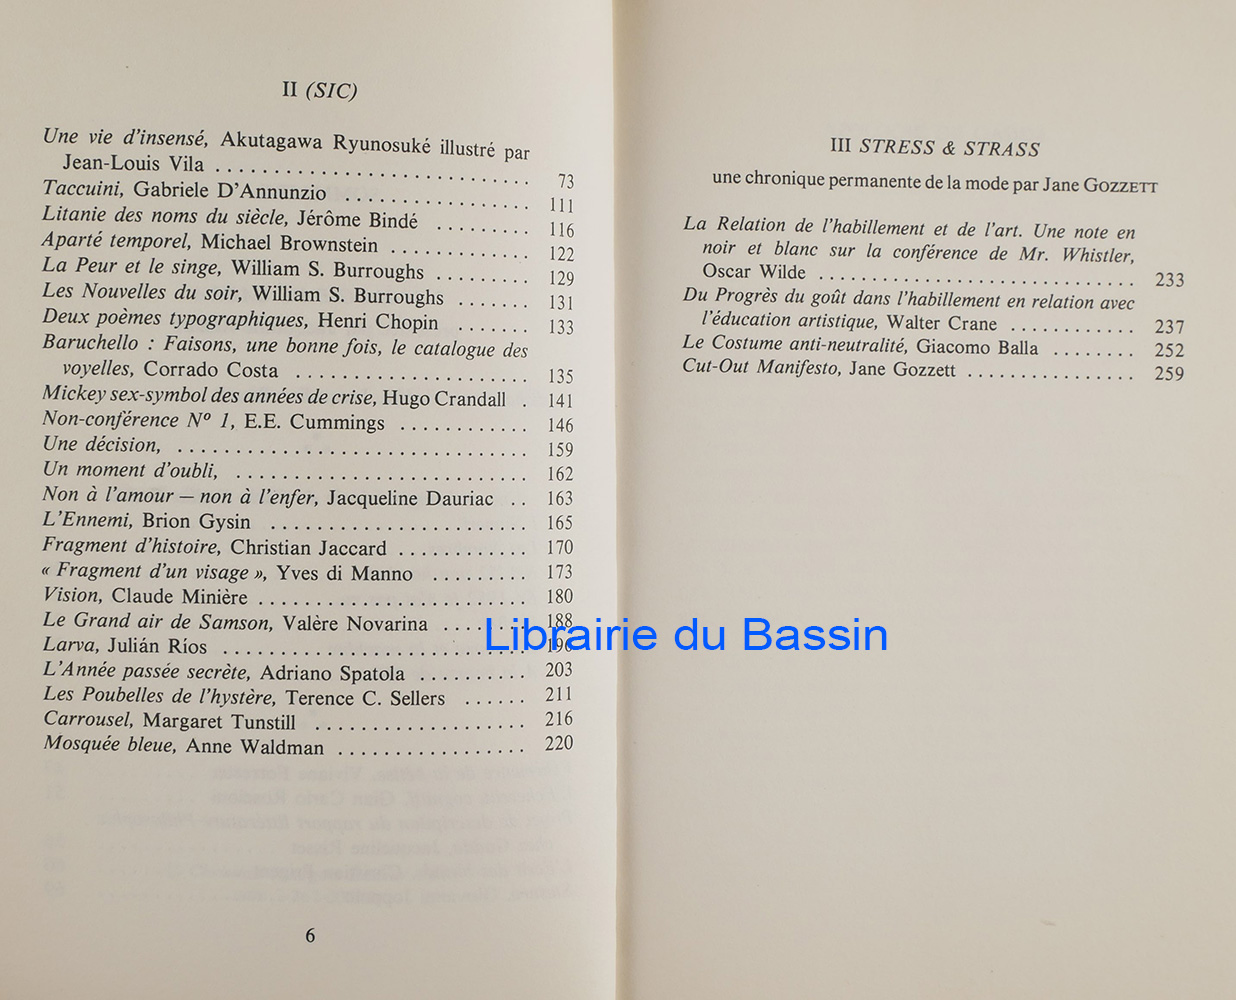 II (SIC)
Une vie d'insensé, Akutagawa Ryunosuké illustré par
Jean-Louis Vila . . . . . . . . . . . . . . . . . . . . . . . . . . . . 73
Taccuini, Gabriele D'Annunzio . . . . . . . . . . . . . . . . . 111
Litanie des noms du siècle, Jérôme Bindé . . . . . . . . . 116
Aparté temporel, Michael Brownstein . . . . . . . . . . . . 122
La Peur et le singe, William S. Burroughs . . . . . . . . 129
Les Nouvelles du soir, William S. Burroughs . . . . . . . 131
Deux poèmes typographiques, Henri Chopin . . . . . . . 133
Baruchello : Faisons, une bonne fois, le catalogue des
voyelles, Corrado Costa . . . . . . . . . . . . . . . . . . . . . 135
Mickey sex-symbol des années de crise, Hugo Crandall . 141
Non-conférence Nº 1, E.E. Cummings . . . . . . . . . . . . 146
Une décision, . . . . . . . . . . . . . . . . . . . . . . . . . . . . . . . . 159
Un moment d'oubli, . . . . . . . . . . . . . . . . . . . . . . . . . . 162
Non à l'amour — non à l'enfer, Jacqueline Dauriac . . 163
L'Ennemi, Brion Gysin . . . . . . . . . . . . . . . . . . . . . . . 165
Fragment d'histoire, Christian Jaccard . . . . . . . . . . . . 170
« Fragment d'un visage », Yves di Manno . . . . . . . . . 173
Vision, Claude Minière . . . . . . . . . . . . . . . . . . . . . . . . 180
Le Grand air de Samson, Valère Novarina . . . . . . . . 188
Larva, Julián Ríos . . . . . . . . . . . . . . . . . . . . . . . . . . . 196
L'Année passée secrète, Adriano Spatola . . . . . . . . . . 203
Les Poubelles de l'hystère, Terence C. Sellers . . . . . . 211
Carrousel, Margaret Tunstill . . . . . . . . . . . . . . . . . . . 216
Mosquée bleue, Anne Waldman . . . . . . . . . . . . . . . . . 220
6
III STRESS & STRASS
une chronique permanente de la mode par Jane GOZZETT
La Relation de l'habillement et de l'art. Une note en
noir et blanc sur la conférence de Mr. Whistler,
Oscar Wilde . . . . . . . . . . . . . . . . . . . . . . . . . . . . . 233
Du Progrès du goût dans l'habillement en relation avec
l'éducation artistique, Walter Crane . . . . . . . . . . . . 237
Le Costume anti-neutralité, Giacomo Balla . . . . . . . . 252
Cut-Out Manifesto, Jane Gozzett . . . . . . . . . . . . . . . . 259
Librairie du Bassin